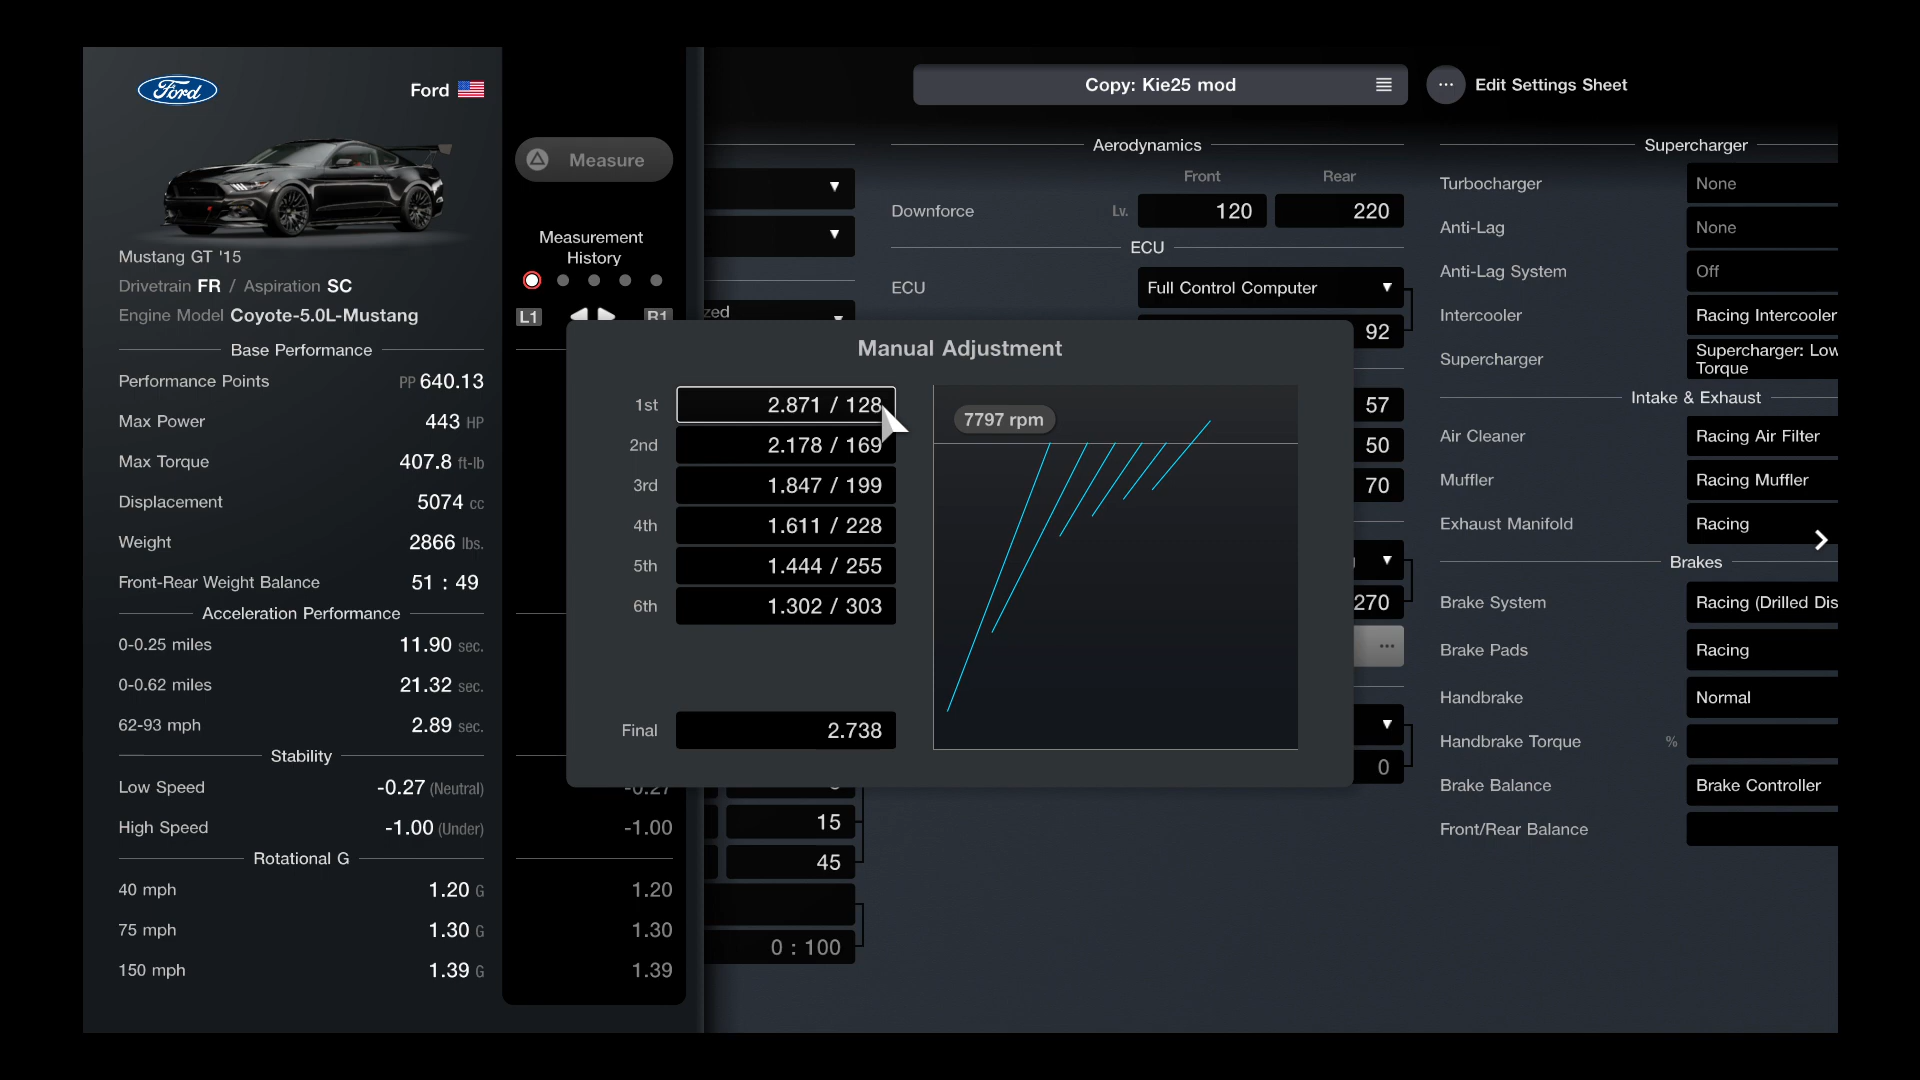 Ford
Ford
Copy: Kie25 mod
Edit Settings Sheet
Measure
Measurement
History
L1
R1
Mustang GT '15
Drivetrain FR / Aspiration SC
Engine Model Coyote-5.0L-Mustang
Base Performance
Performance Points PP 640.13
Max Power 443 HP
Max Torque 407.8 ft-lb
Displacement 5074 cc
Weight 2866 lbs.
Front-Rear Weight Balance 51 : 49
Acceleration Performance
0-0.25 miles 11.90 sec.
0-0.62 miles 21.32 sec.
62-93 mph 2.89 sec.
Stability
Low Speed -0.27 (Neutral)
High Speed -1.00 (Under)
Rotational G
40 mph 1.20 G
75 mph 1.30 G
150 mph 1.39 G
-0.27
-1.00
1.20
1.30
1.39
Manual Adjustment
1st 2.871 / 128
2nd 2.178 / 169
3rd 1.847 / 199
4th 1.611 / 228
5th 1.444 / 255
6th 1.302 / 303
Final 2.738
7797 rpm
zed
15
45
0 : 100
Aerodynamics
Front Rear
Downforce Lv. 120 220
ECU
ECU Full Control Computer
92
57
50
70
270
0
Supercharger
Turbocharger None
Anti-Lag None
Anti-Lag System Off
Intercooler Racing Intercooler
Supercharger Supercharger: Low
Torque
Intake & Exhaust
Air Cleaner Racing Air Filter
Muffler Racing Muffler
Exhaust Manifold Racing
Brakes
Brake System Racing (Drilled Dis
Brake Pads Racing
Handbrake Normal
Handbrake Torque %
Brake Balance Brake Controller
Front/Rear Balance